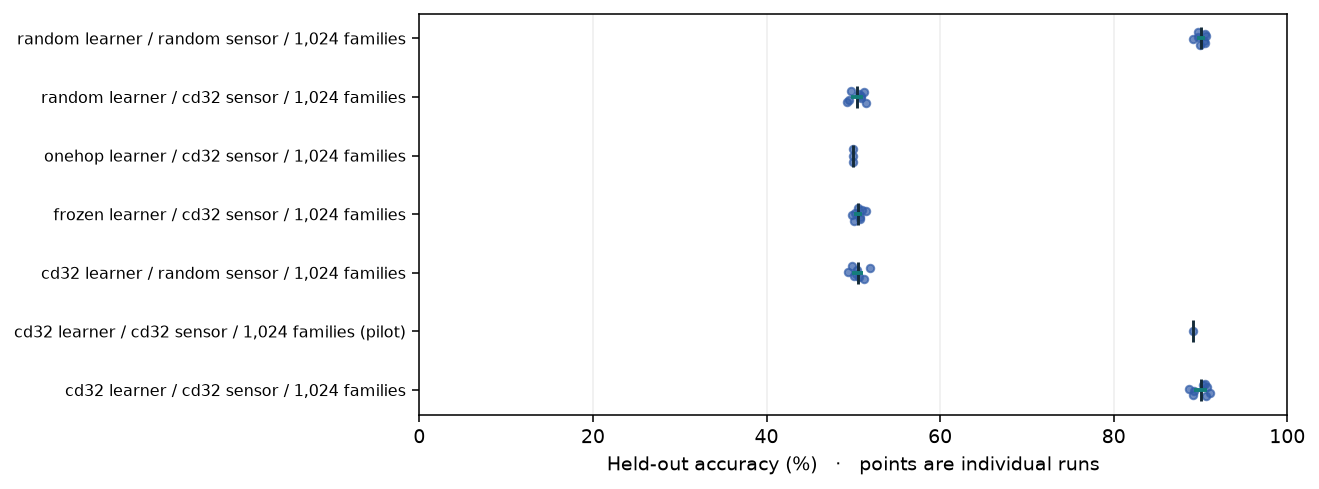 random learner / random sensor / 1,024 families
random learner / cd32 sensor / 1,024 families
onehop learner / cd32 sensor / 1,024 families
frozen learner / cd32 sensor / 1,024 families
cd32 learner / random sensor / 1,024 families
cd32 learner / cd32 sensor / 1,024 families (pilot)
cd32 learner / cd32 sensor / 1,024 families
0 20 40 60 80 100
Held-out accuracy (%) · points are individual runs